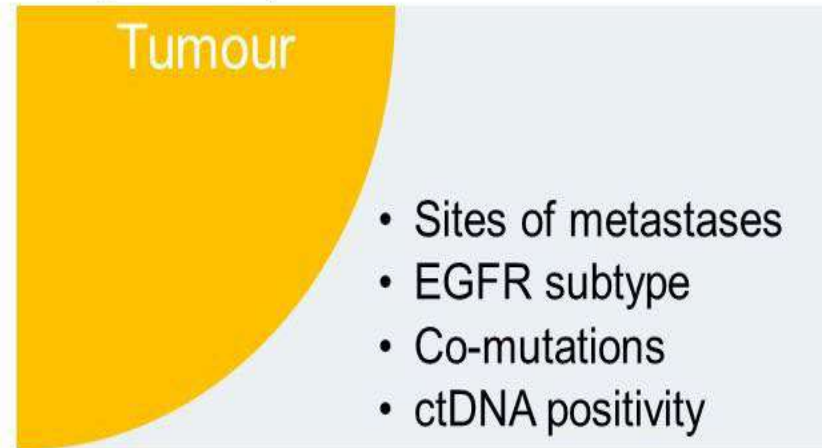 Tumour
• Sites of metastases
• EGFR subtype
• Co-mutations
• ctDNA positivity